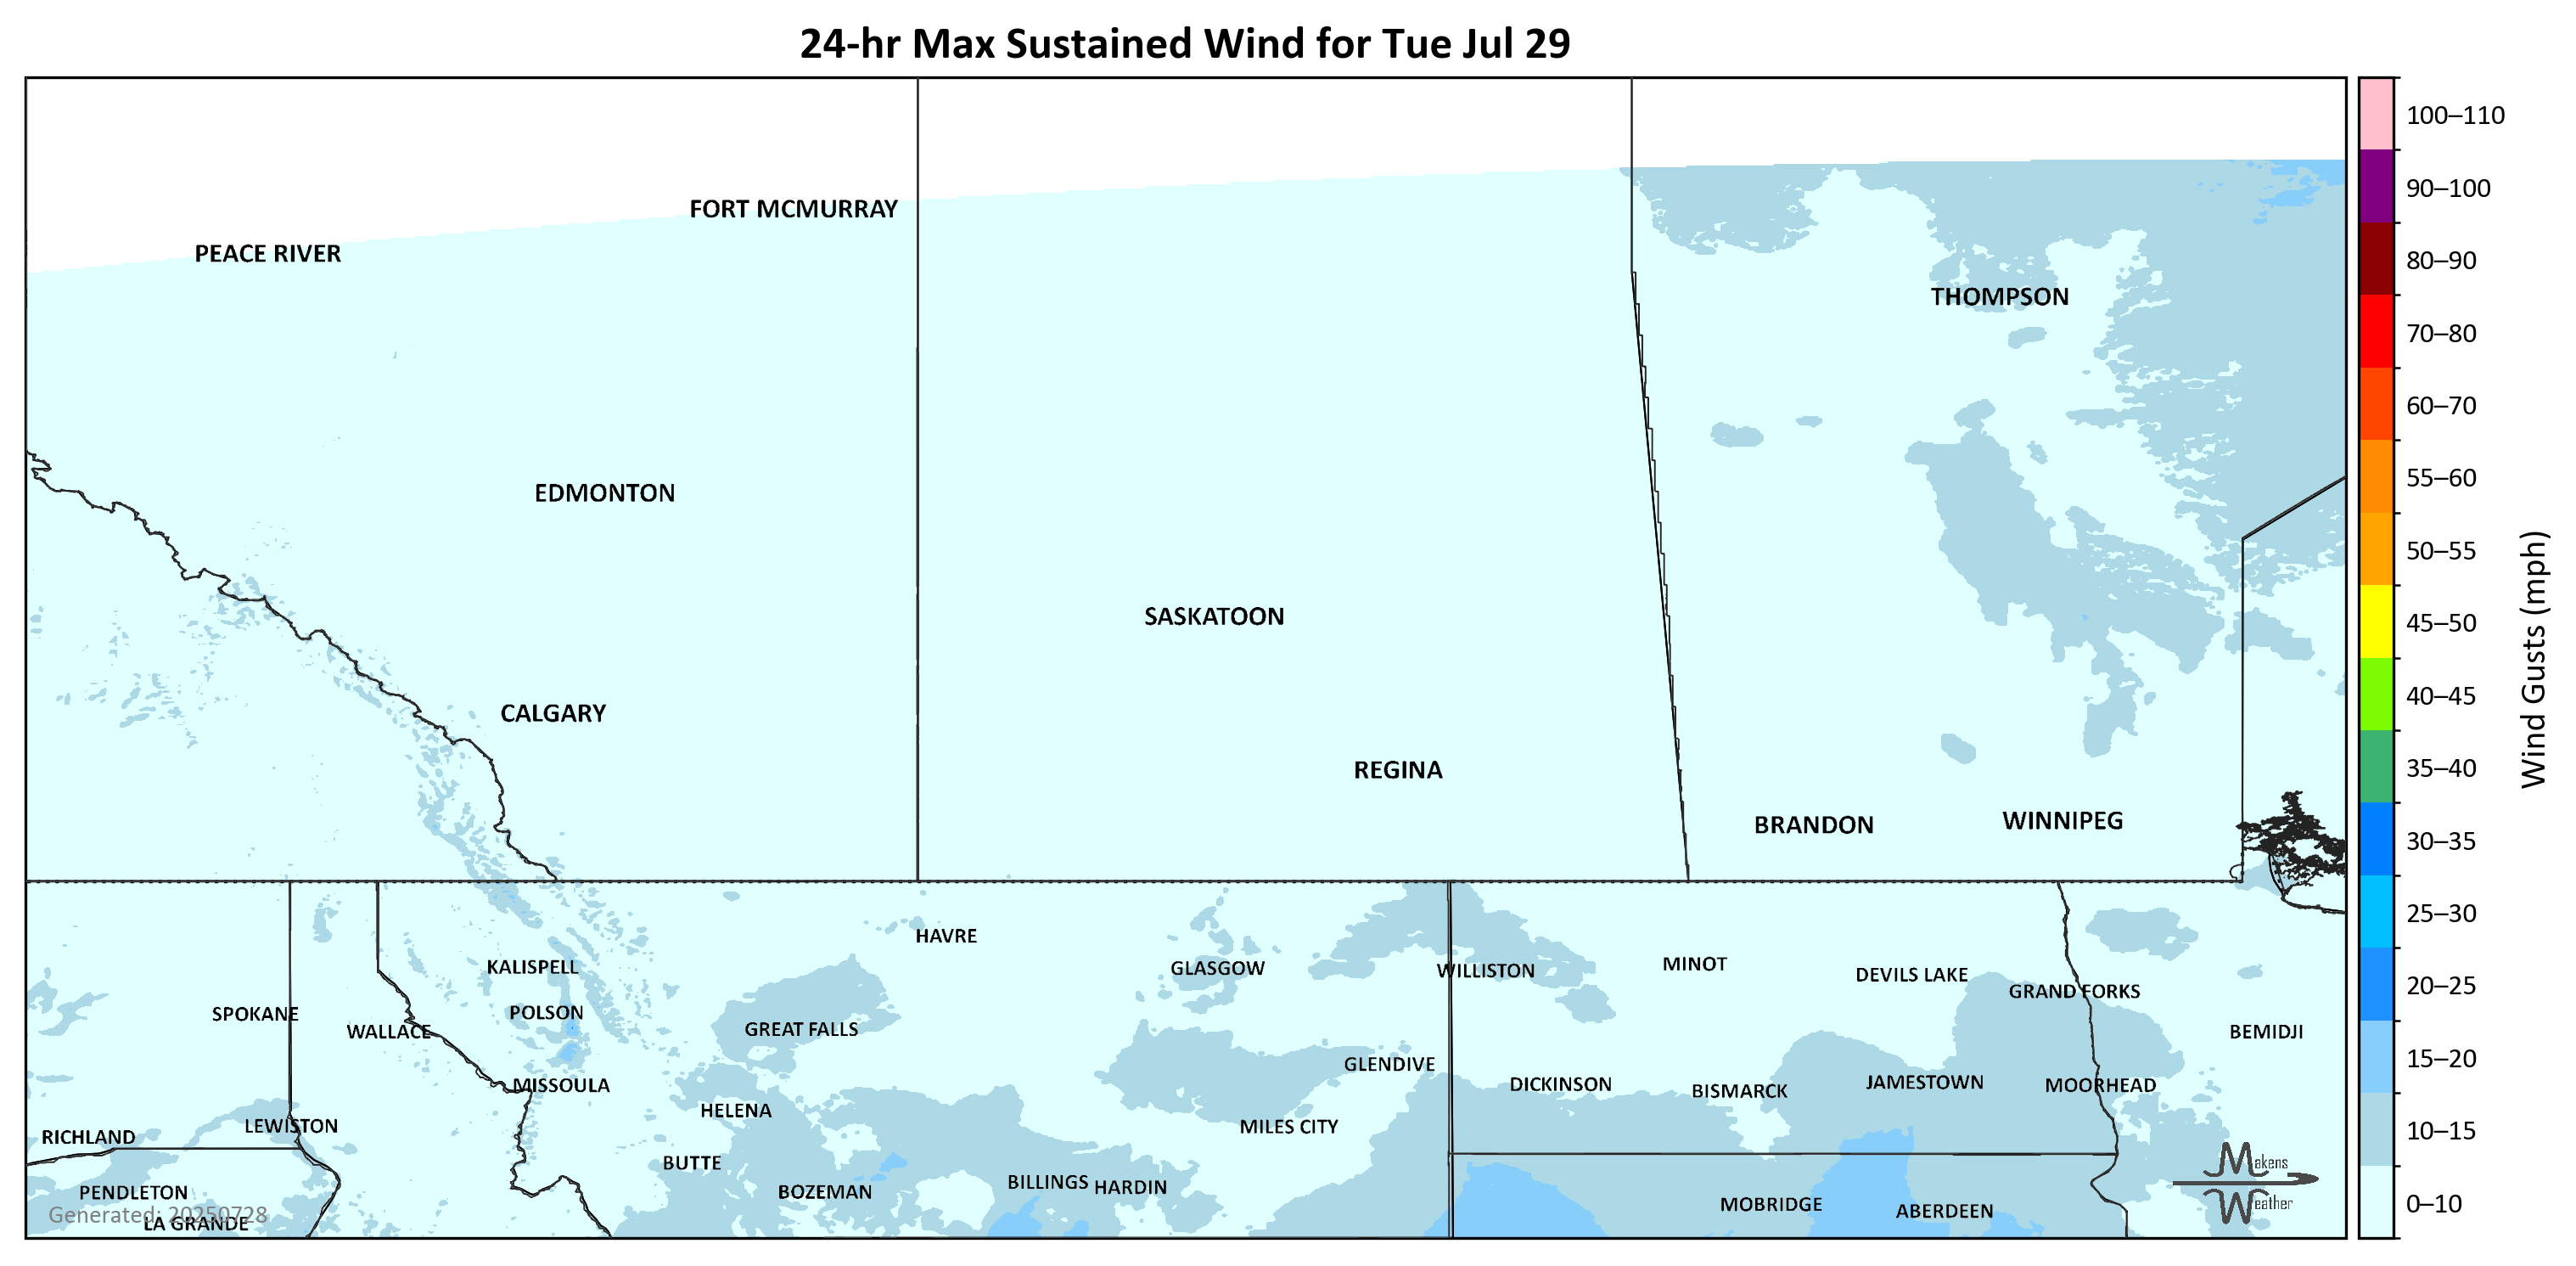 24-hr Max Sustained Wind for Tue Jul 29
100–110
90–100
80–90
70–80
60–70
55–60
50–55
45–50
40–45
35–40
30–35
25–30
20–25
15–20
10–15
0–10
Wind Gusts (mph)
FORT MCMURRAY
PEACE RIVER
THOMPSON
EDMONTON
SASKATOON
CALGARY
REGINA
BRANDON
WINNIPEG
HAVRE
KALISPELL
GLASGOW
WILLISTON
MINOT
DEVILS LAKE
GRAND FORKS
SPOKANE
POLSON
WALLACE
GREAT FALLS
BEMIDJI
GLENDIVE
MISSOULA
DICKINSON
BISMARCK
JAMESTOWN
MOORHEAD
HELENA
LEWISTON
MILES CITY
RICHLAND
BUTTE
PENDLETON
BOZEMAN
BILLINGS
HARDIN
MOBRIDGE
ABERDEEN
Generated: 20250728
LA GRANDE
Makens
Weather